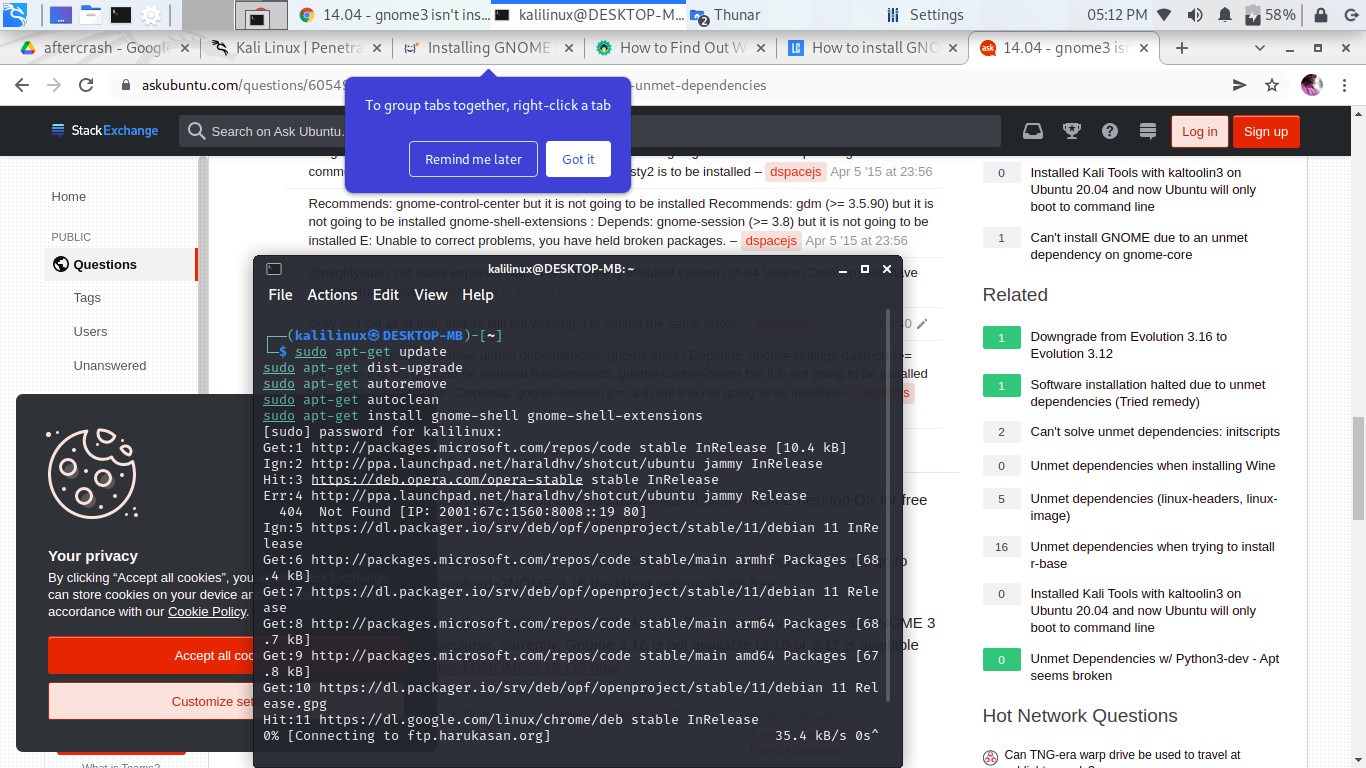 14.04 - gnome3 isn't ins...
kalilinux@DESKTOP-M...
2
Thunar
Settings
05:12 PM
58%
aftercrash - Google
Kali Linux | Penetra
Installing GNOME
How to Find Out W
How to install GNO
14.04 - gnome3 isn
askubuntu.com/questions/60549
-unmet-dependencies
To group tabs together, right-click a tab
Remind me later
Got it
StackExchange
Search on Ask Ubuntu.
Log in
Sign up
Home
PUBLIC
Questions
Tags
Users
Unanswered
sty2 is to be installed – dspacejs Apr 5 '15 at 23:56
Recommends: gnome-control-center but it is not going to be installed Recommends: gdm (>= 3.5.90) but it is
not going to be installed gnome-shell-extensions : Depends: gnome-session (>= 3.8) but it is not going to be
installed E: Unable to correct problems, you have held broken packages. – dspacejs Apr 5 '15 at 23:56
kalilinux@DESKTOP-MB: ~
File Actions Edit View Help
(kalilinux㉿DESKTOP-MB)-[~]
$ sudo apt-get update
sudo apt-get dist-upgrade
sudo apt-get autoremove
sudo apt-get autoclean
sudo apt-get install gnome-shell gnome-shell-extensions
[sudo] password for kalilinux:
Get:1 http://packages.microsoft.com/repos/code stable InRelease [10.4 kB]
Ign:2 http://ppa.launchpad.net/haraldhv/shotcut/ubuntu jammy InRelease
Hit:3 https://deb.opera.com/opera-stable stable InRelease
Err:4 http://ppa.launchpad.net/haraldhv/shotcut/ubuntu jammy Release
404 Not Found [IP: 2001:67c:1560:8008::19 80]
Ign:5 https://dl.packager.io/srv/deb/opf/openproject/stable/11/debian 11 InRe
lease
Get:6 http://packages.microsoft.com/repos/code stable/main armhf Packages [68
.4 kB]
Get:7 https://dl.packager.io/srv/deb/opf/openproject/stable/11/debian 11 Rele
ase
Get:8 http://packages.microsoft.com/repos/code stable/main arm64 Packages [68
.7 kB]
Get:9 http://packages.microsoft.com/repos/code stable/main amd64 Packages [67
.8 kB]
Get:10 https://dl.packager.io/srv/deb/opf/openproject/stable/11/debian 11 Rel
ease.gpg
Hit:11 https://dl.google.com/linux/chrome/deb stable InRelease
0% [Connecting to ftp.harukasan.org] 35.4 kB/s 0s^
Your privacy
By clicking “Accept all cookies”, you
can store cookies on your device and
accordance with our Cookie Policy.
Accept all coo
Customize set
What is Teams?
0 Installed Kali Tools with kaltoolin3 on
Ubuntu 20.04 and now Ubuntu will only
boot to command line
1 Can't install GNOME due to an unmet
dependency on gnome-core
Related
1 Downgrade from Evolution 3.16 to
Evolution 3.12
1 Software installation halted due to unmet
dependencies (Tried remedy)
2 Can't solve unmet dependencies: initscripts
0 Unmet dependencies when installing Wine
5 Unmet dependencies (linux-headers, linux-
image)
16 Unmet dependencies when trying to install
r-base
0 Installed Kali Tools with kaltoolin3 on
Ubuntu 20.04 and now Ubuntu will only
boot to command line
0 Unmet Dependencies w/ Python3-dev - Apt
seems broken
Hot Network Questions
Can TNG-era warp drive be used to travel at